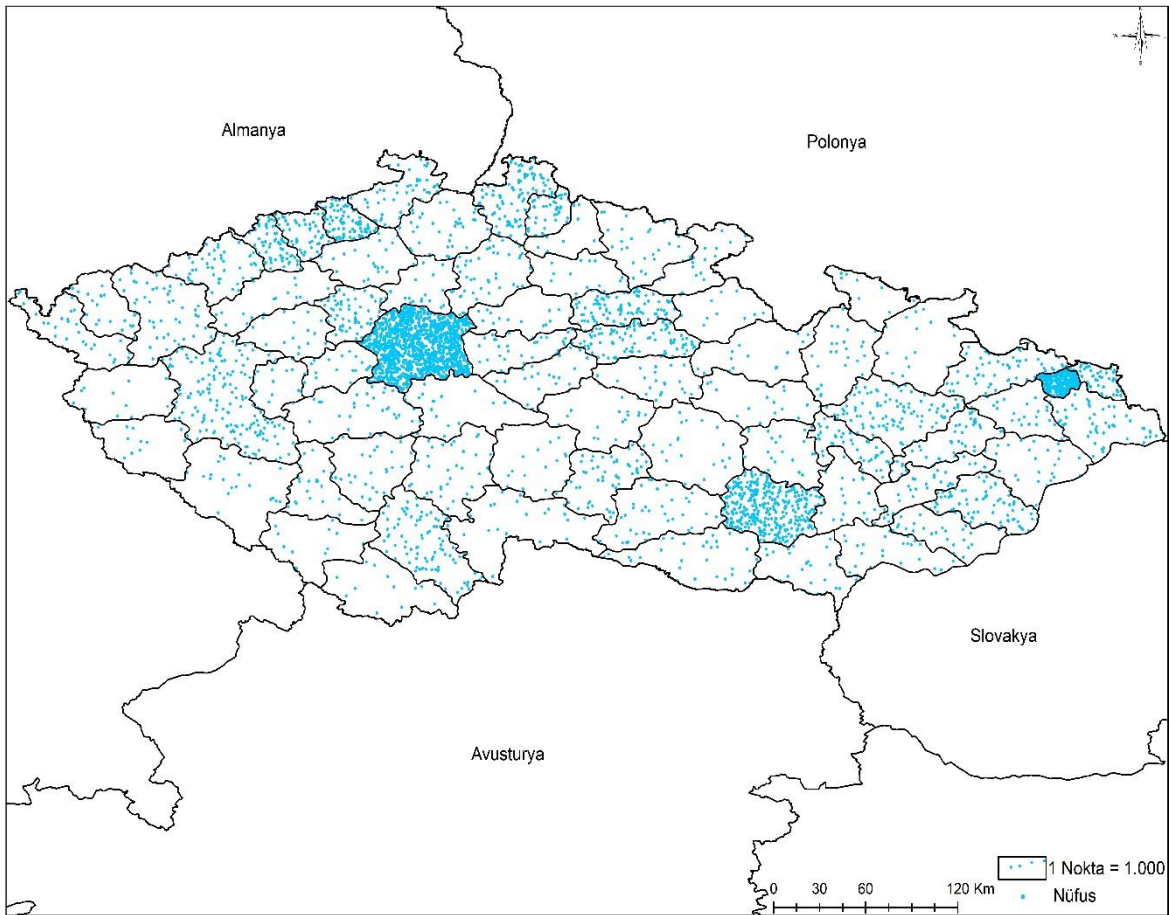 Almanya
Polonya
Slovakya
Avusturya
1 Nokta = 1.000
Nüfus
0 30 60 120 Km